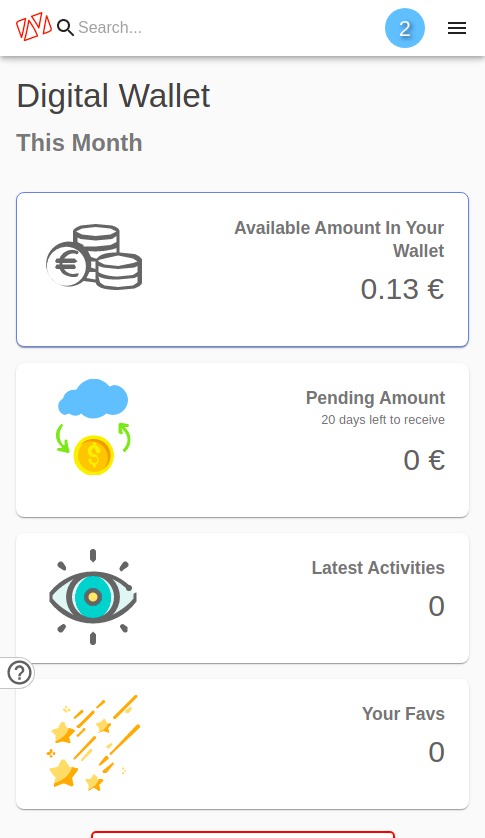 Search...
2
Digital Wallet
This Month
Available Amount In Your
Wallet
0.13 €
Pending Amount
20 days left to receive
0 €
Latest Activities
0
Your Favs
0